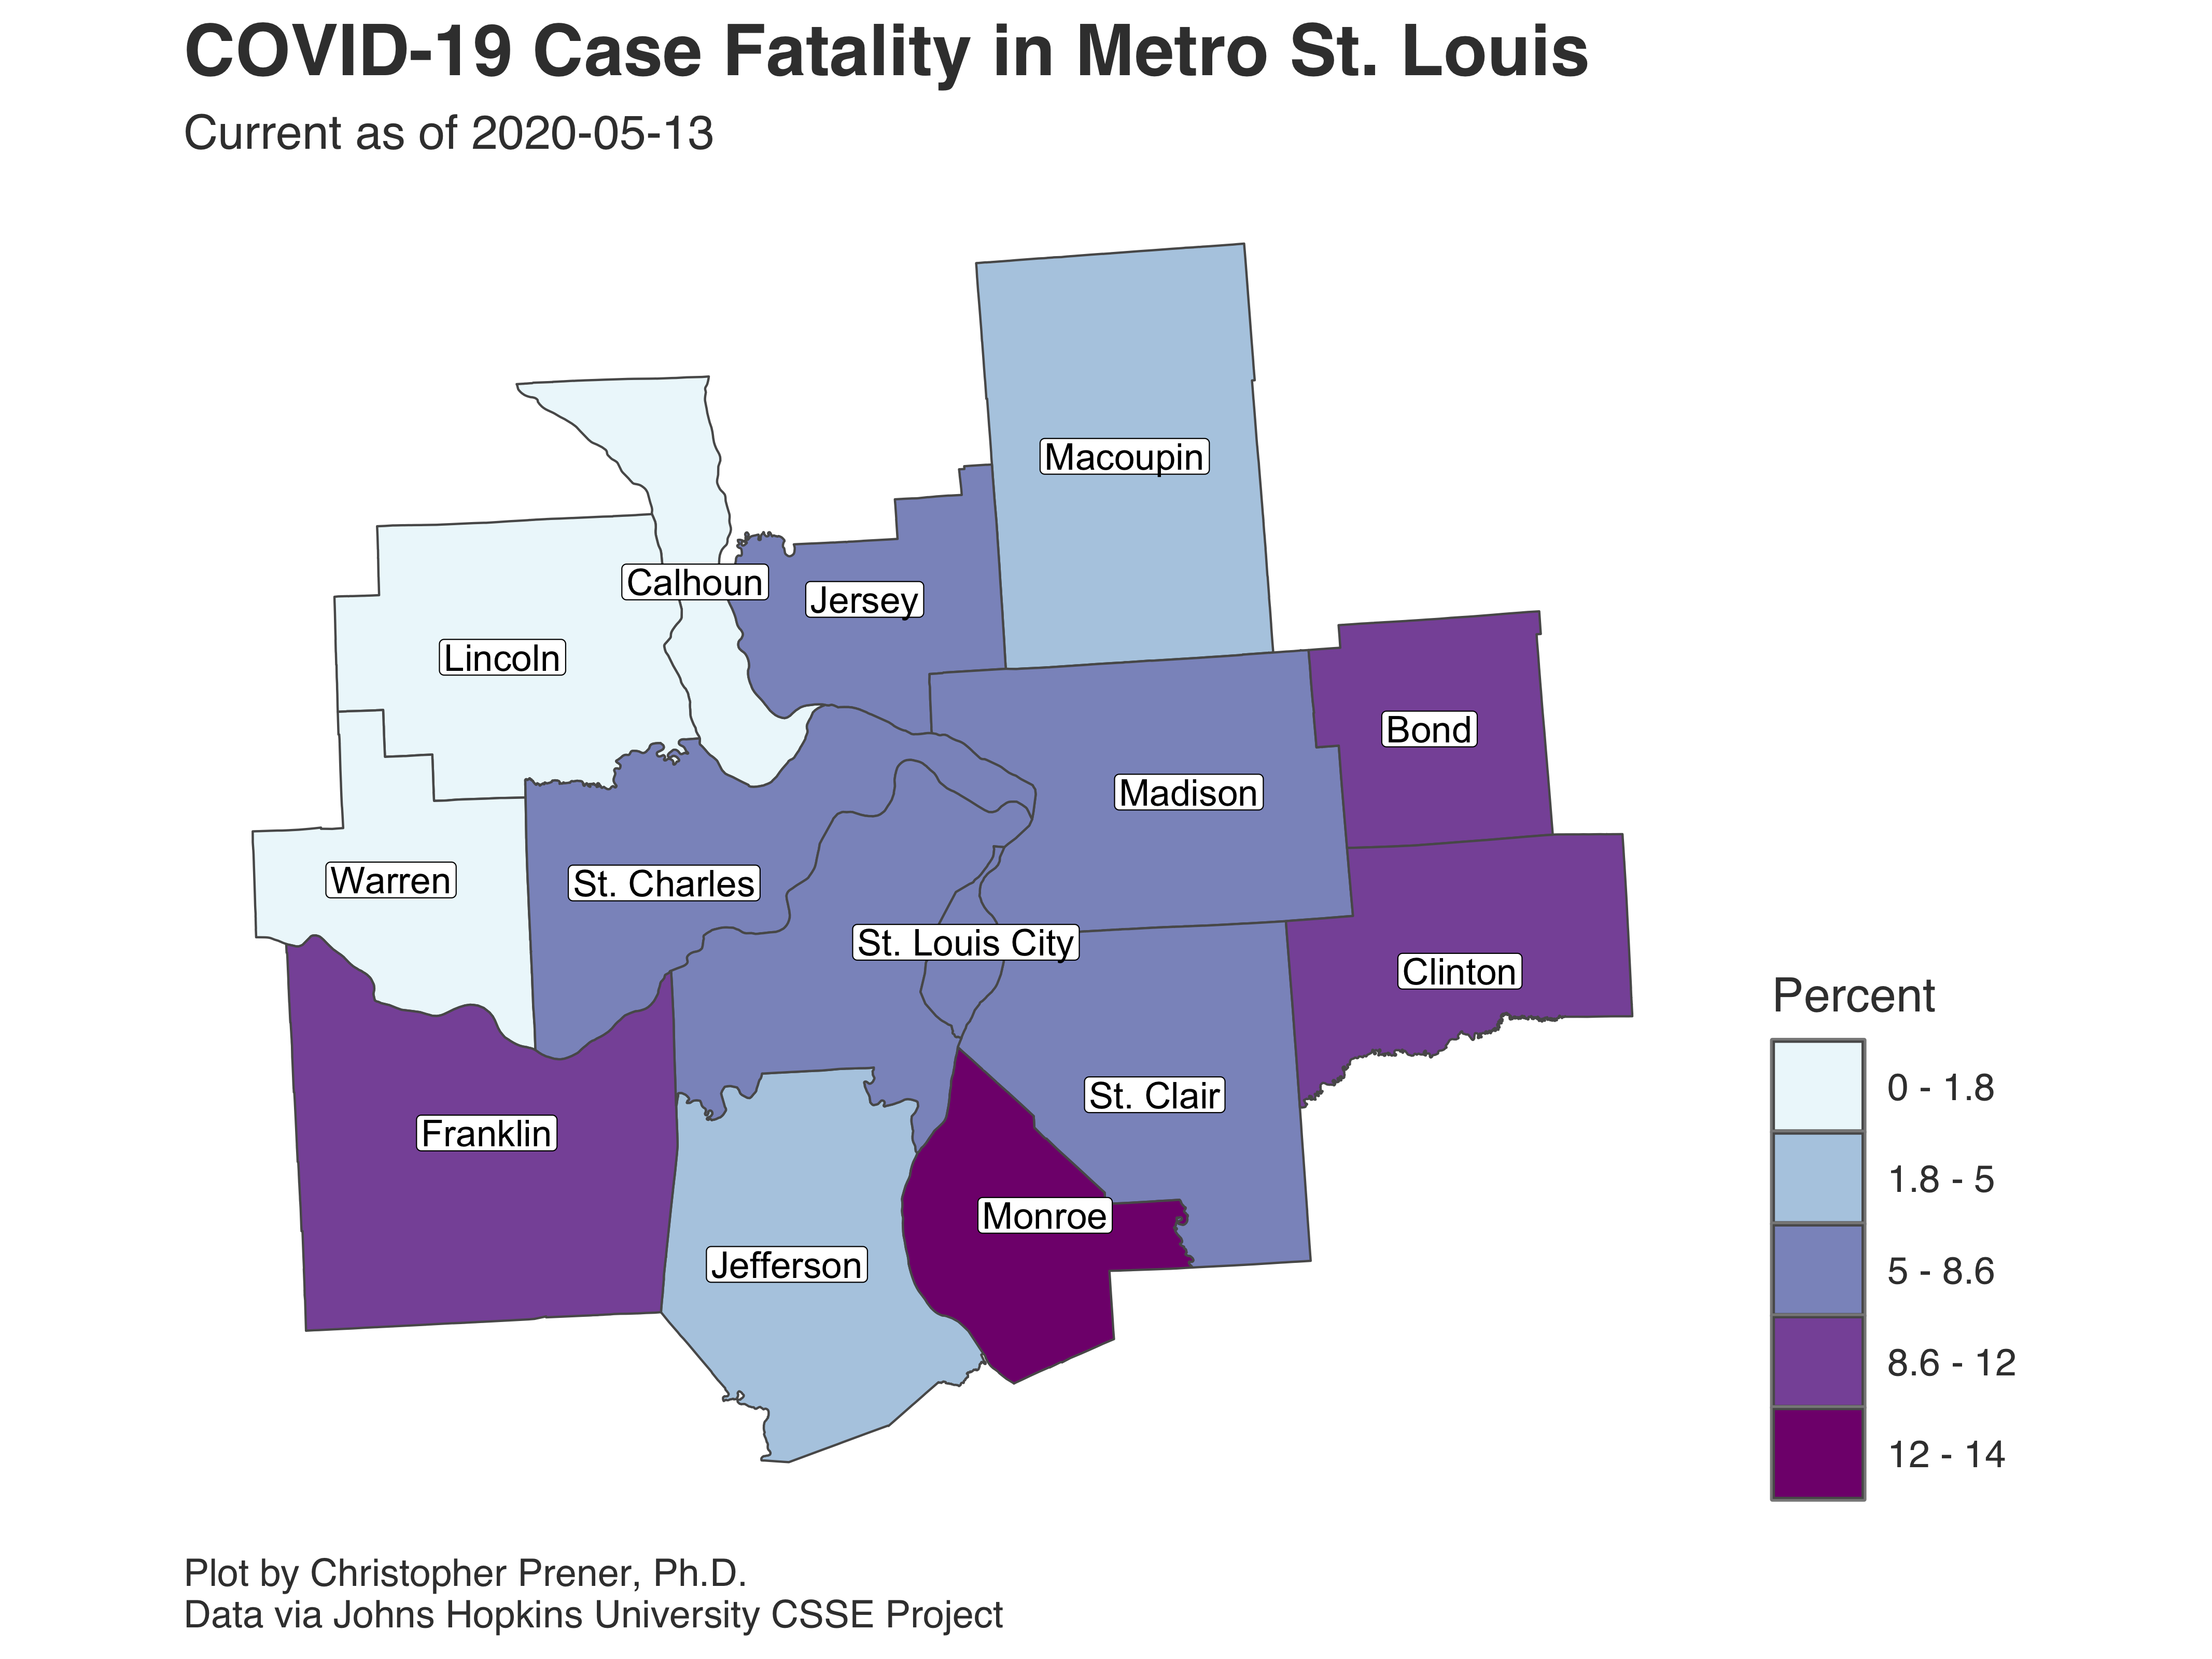 COVID-19 Case Fatality in Metro St. Louis
Current as of 2020-05-13
Macoupin
Calhoun
Jersey
Lincoln
Bond
Madison
Warren
St. Charles
St. Louis City
Clinton
St. Clair
Franklin
Monroe
Jefferson
Percent
0 - 1.8
1.8 - 5
5 - 8.6
8.6 - 12
12 - 14
Plot by Christopher Prener, Ph.D.
Data via Johns Hopkins University CSSE Project